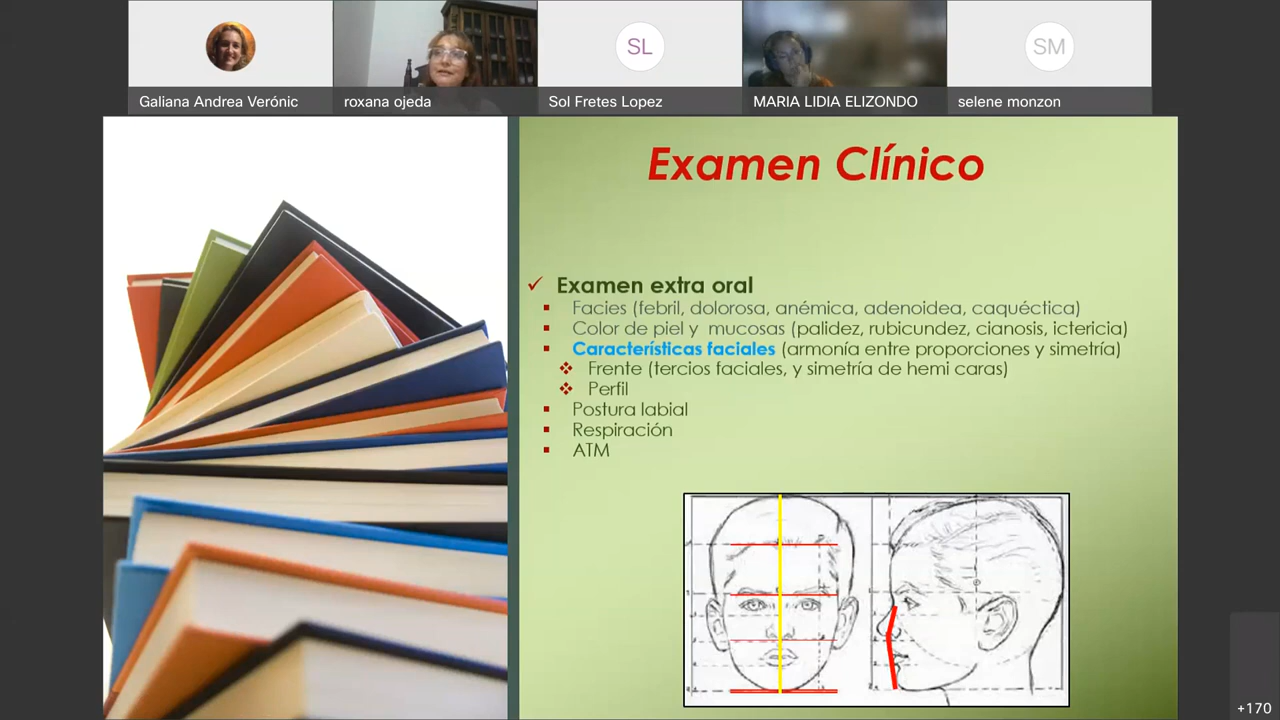 SL
SM
Galiana Andrea Verónic
roxana ojeda
Sol Fretes Lopez
MARIA LIDIA ELIZONDO
selene monzon
Examen Clínico
✓ Examen extra oral
▪ Facies (febril, dolorosa, anémica, adenoidea, caquéctica)
▪ Color de piel y mucosas (palidez, rubicundez, cianosis, ictericia)
▪ Características faciales (armonía entre proporciones y simetría)
❖ Frente (tercios faciales, y simetría de hemi caras)
❖ Perfil
▪ Postura labial
▪ Respiración
▪ ATM
+170